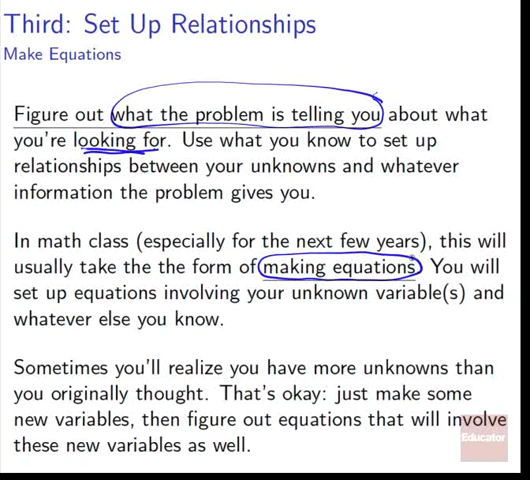 Third: Set Up Relationships
Make Equations
Figure out what the problem is telling you about what
you're looking for. Use what you know to set up
relationships between your unknowns and whatever
information the problem gives you.
In math class (especially for the next few years), this will
usually take the the form of making equations. You will
set up equations involving your unknown variable(s) and
whatever else you know.
Sometimes you'll realize you have more unknowns than
you originally thought. That's okay: just make some
new variables, then figure out equations that will involve
these new variables as well.
Educator